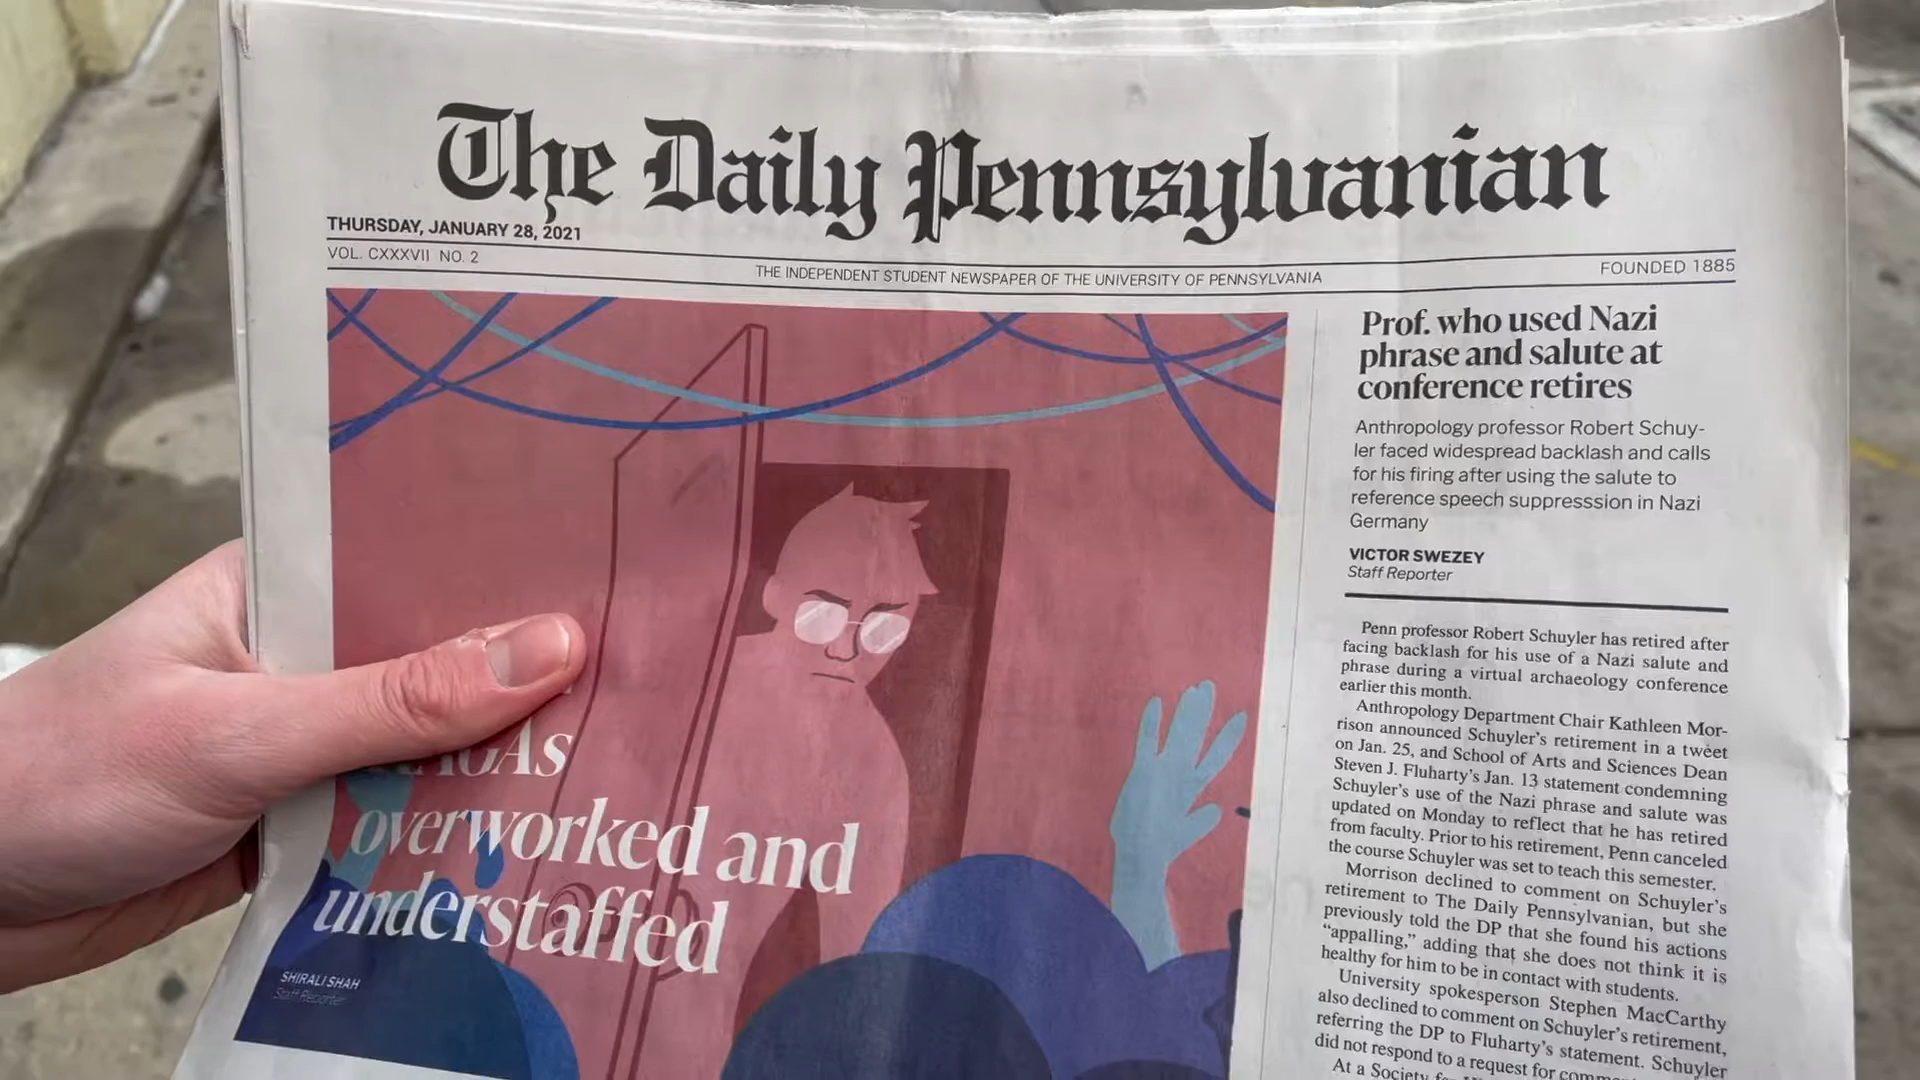 The Daily Pennsylvanian
THURSDAY, JANUARY 28, 2021
VOL. CXXXVII NO. 2
THE INDEPENDENT STUDENT NEWSPAPER OF THE UNIVERSITY OF PENNSYLVANIA
FOUNDED 1885
overworked and
understaffed
SHIRALI SHAH
Staff Reporter
Prof. who used Nazi
phrase and salute at
conference retires
Anthropology professor Robert Schuy-
ler faced widespread backlash and calls
for his firing after using the salute to
reference speech suppresssion in Nazi
Germany
VICTOR SWEZEY
Staff Reporter
Penn professor Robert Schuyler has retired after
facing backlash for his use of a Nazi salute and
phrase during a virtual archaeology conference
earlier this month.
Anthropology Department Chair Kathleen Mor-
rison announced Schuyler's retirement in a tweet
on Jan. 25, and School of Arts and Sciences Dean
Steven J. Fluharty's Jan. 13 statement condemning
Schuyler's use of the Nazi phrase and salute was
updated on Monday to reflect that he has retired
from faculty. Prior to his retirement, Penn canceled
the course Schuyler was set to teach this semester.
Morrison declined to comment on Schuyler's
retirement to The Daily Pennsylvanian, but she
previously told the DP that she found his actions
"appalling," adding that she does not think it is
healthy for him to be in contact with students.
University spokesperson Stephen MacCarthy
also declined to comment on Schuyler's retirement,
referring the DP to Fluharty's statement. Schuyler
did not respond to a request for
At a Society